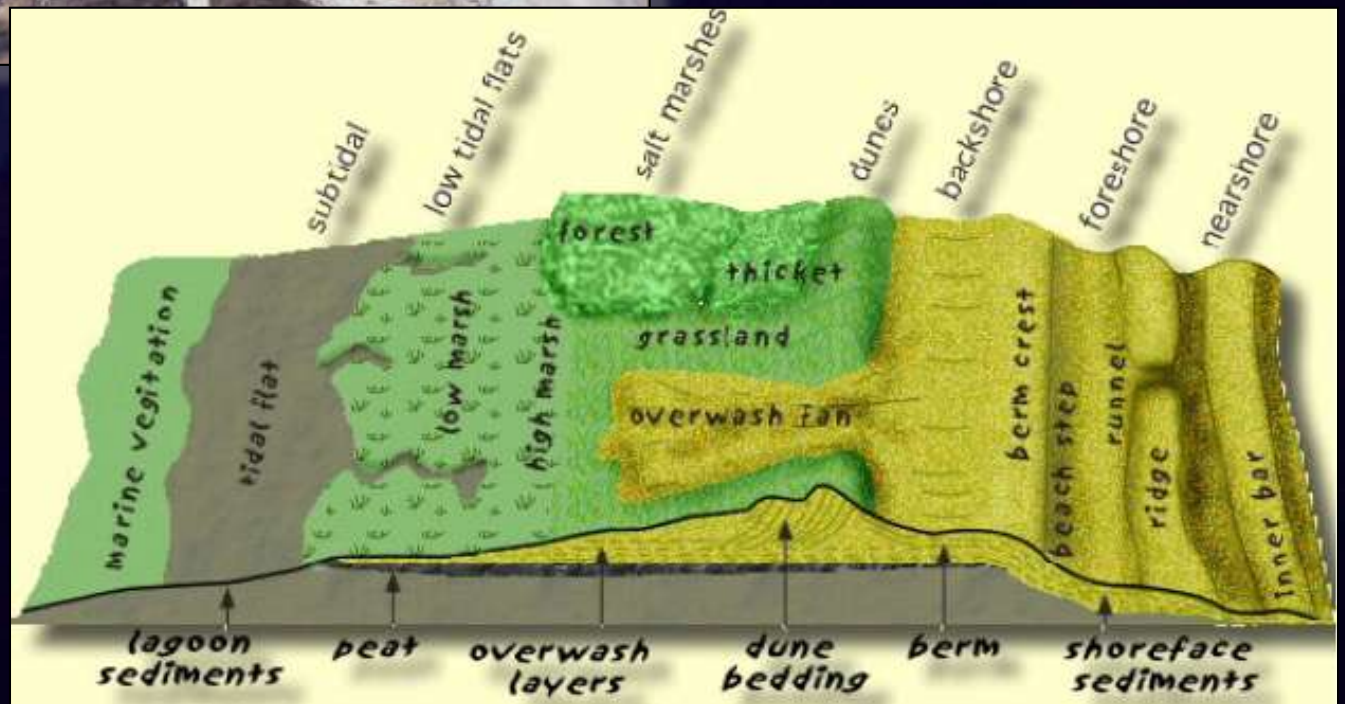 subtidal
low tidal flats
salt marshes
dunes
backshore
foreshore
nearshore
marine vegitation
tidal flat
low marsh
high marsh
forest
thicket
grassland
overwash fan
berm crest
beach step
runnel
ridge
inner bar
lagoon
sediments
peat
overwash
layers
dune
bedding
berm
shoreface
sediments